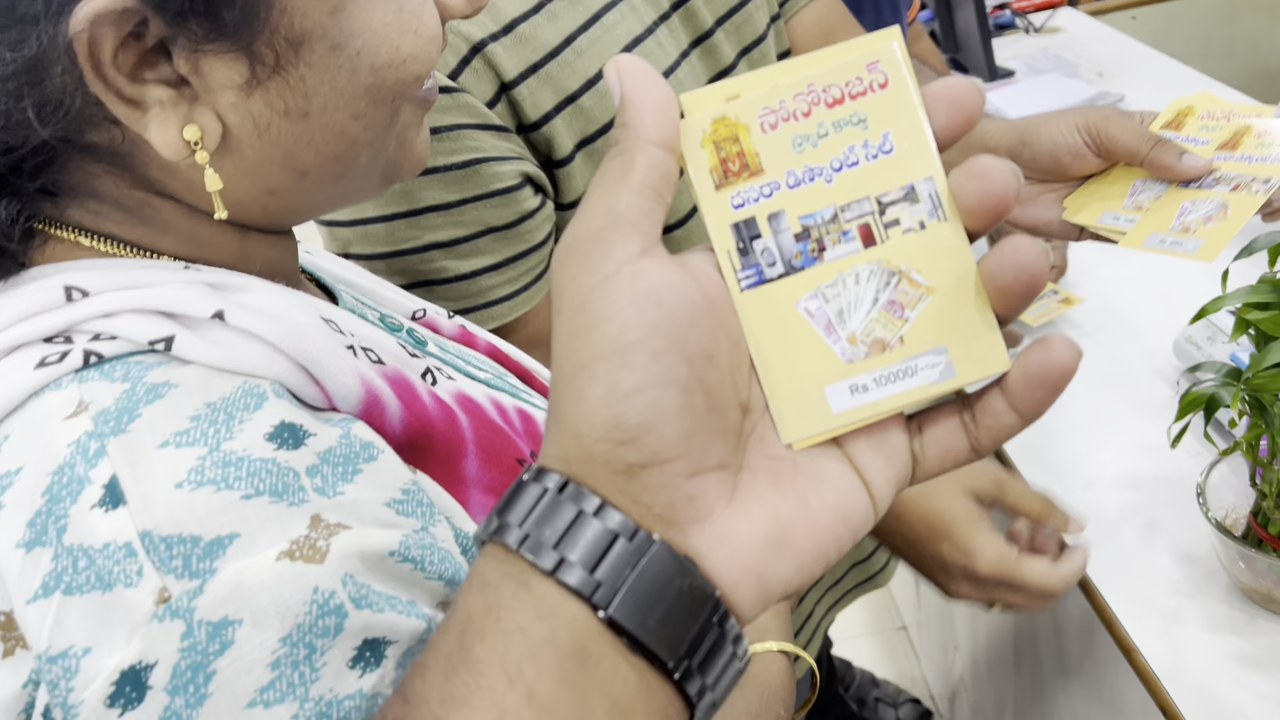 సోనోవిజన్
స్క్రాచ్ కార్డు
దసరా డిస్కౌంట్ సేల్
Rs.10000/-